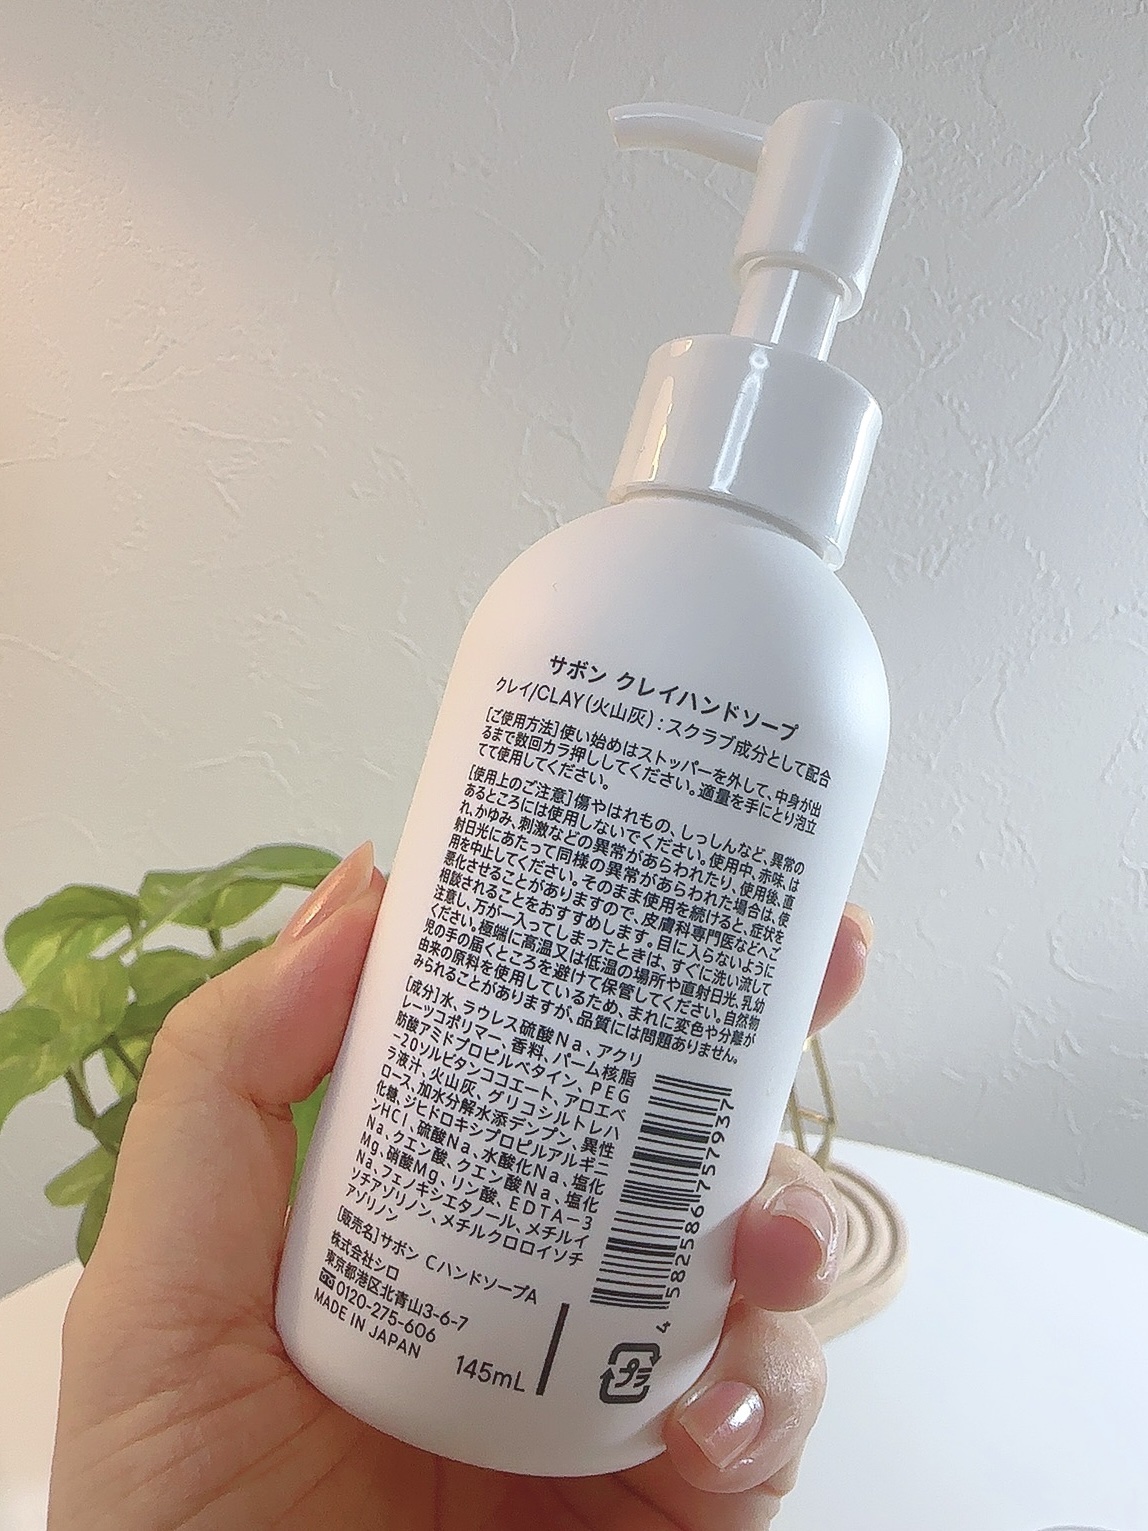 サボン クレイハンドソープ
クレイ/CLAY(火山灰):スクラブ成分として配合
[ご使用方法]使い始めはストッパーを外して、中身が出
るまで数回カラ押ししてください。適量を手にとり泡立
てて使用してください。
[使用上のご注意]傷やはれもの、しっしんなど、異常の
あるところには使用しないでください。使用中、赤味、は
れ、かゆみ、刺激などの異常があらわれたり、使用後、直
射日光にあたって同様の異常があらわれた場合は、使
用を中止してください。そのまま使用を続けると、症状を
悪化させることがありますので、皮膚科専門医などへご
相談されることをおすすめします。目に入らないように
注意し、万が一入ってしまったときは、すぐに洗い流して
ください。極端に高温又は低温の場所や直射日光、乳幼
児の手の届くところを避けて保管してください。自然物
由来の原料を使用しているため、まれに変色や分離が
みられることがありますが、品質には問題ありません。
[成分]水、ラウレス硫酸Na、アクリ
レーツコポリマー、香料、パーム核脂
肪酸アミドプロピルベタイン、PEG
-20ソルビタンココエート、アロエベ
ラ液汁、火山灰、グリコシルトレハ
ロース、加水分解水添デンプン、異性
化糖、ジヒドロキシプロピルアルギニ
ンHCl、硫酸Na、水酸化Na、塩化
Na、クエン酸、クエン酸Na、塩化
Mg、硝酸Mg、リン酸、EDTA-3
Na、フェノキシエタノール、メチルイ
ソチアゾリノン、メチルクロロイソチ
アゾリノン
[販売名]サボン CハンドソープA
株式会社シロ
東京都港区北青山3-6-7
0120-275-606
MADE IN JAPAN
145mL
4 582586 757937
プラ